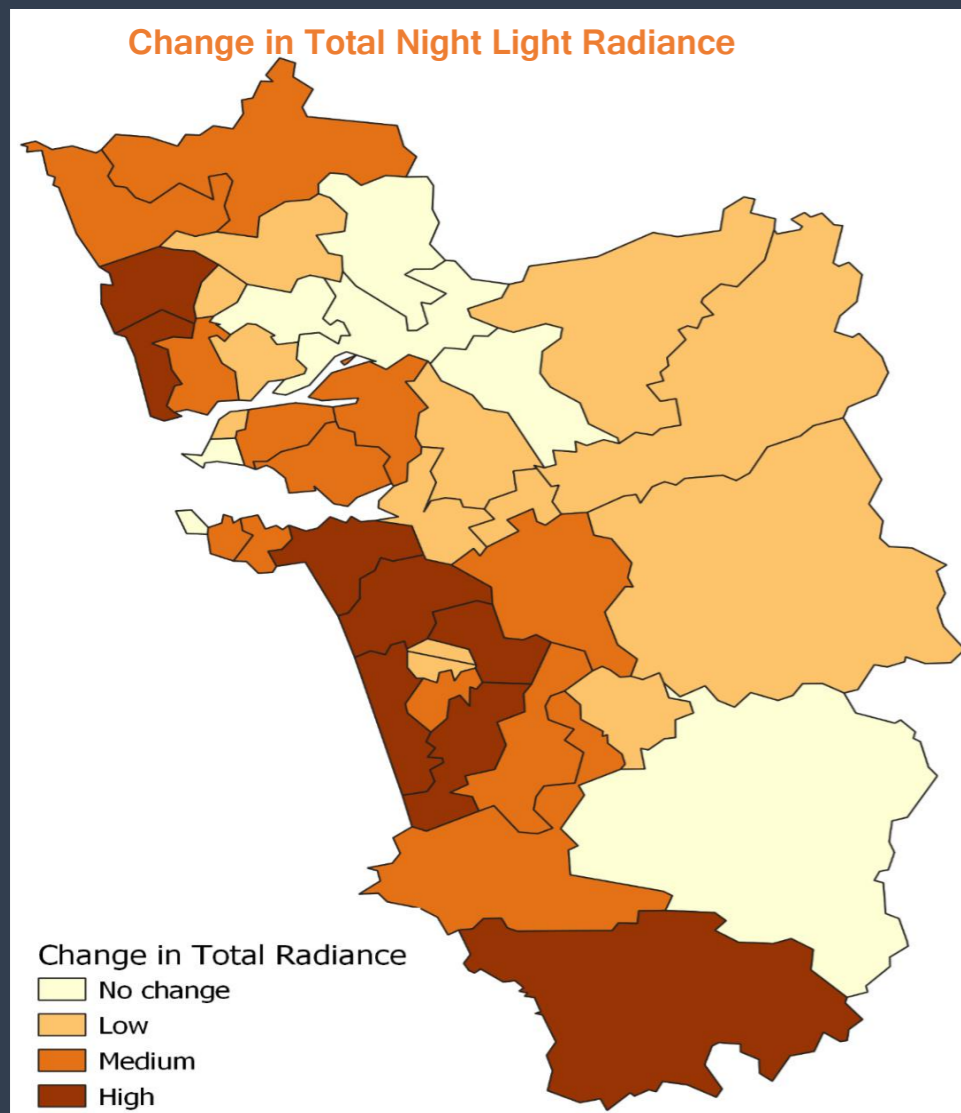 Change in Total Night Light Radiance
Change in Total Radiance
No change
Low
Medium
High